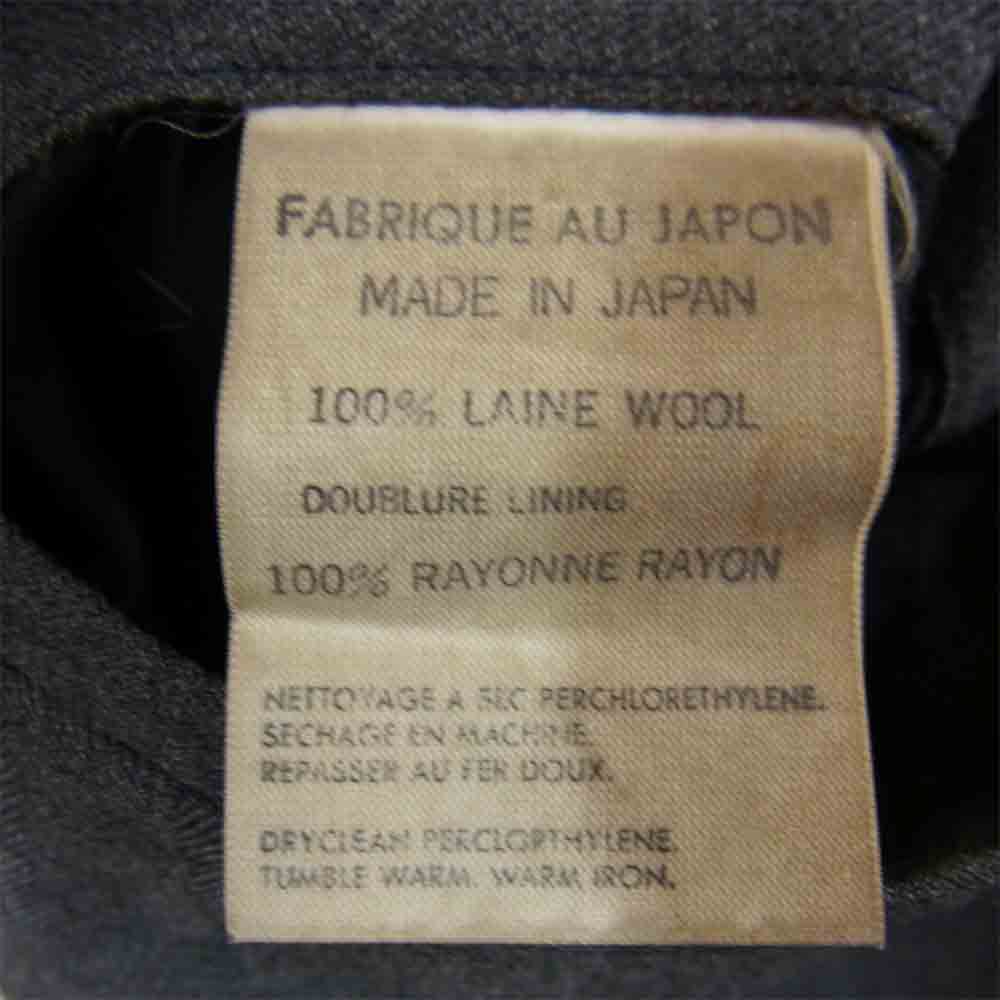 FABRIQUE AU JAPON
MADE IN JAPAN
100% LAINE WOOL
DOUBLURE LINING
100% RAYONNE RAYON
NETTOYAGE A SEC PERCHLORETHYLENE.
SECHAGE EN MACHINE.
REPASSER AU FER DOUX.
DRYCLEAN PERCLORTHYLENE.
TUMBLE WARM. WARM IRON.